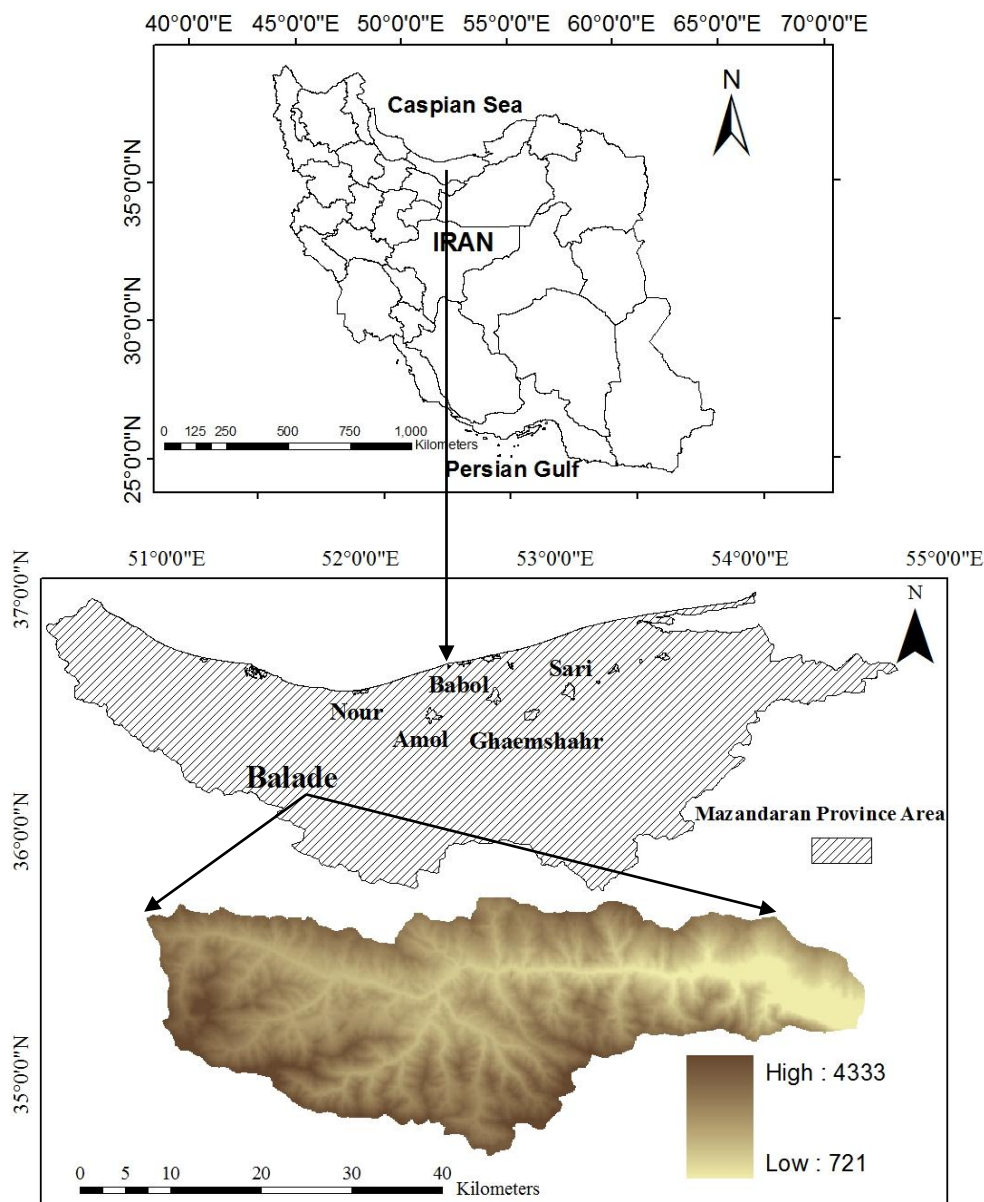 40°0'0"E 45°0'0"E 50°0'0"E 55°0'0"E 60°0'0"E 65°0'0"E 70°0'0"E
N
Caspian Sea
35°0'0"N
IRAN
30°0'0"N
0 125 250 500 750 1,000
Kilometers
25°0'0"N
Persian Gulf
51°0'0"E 52°0'0"E 53°0'0"E 54°0'0"E 55°0'0"E
37°0'0"N
N
Sari
Babol
Nour
Amol Ghaemshahr
Balade
36°0'0"N
Mazandaran Province Area
35°0'0"N
High : 4333
Low : 721
0 5 10 20 30 40
Kilometers